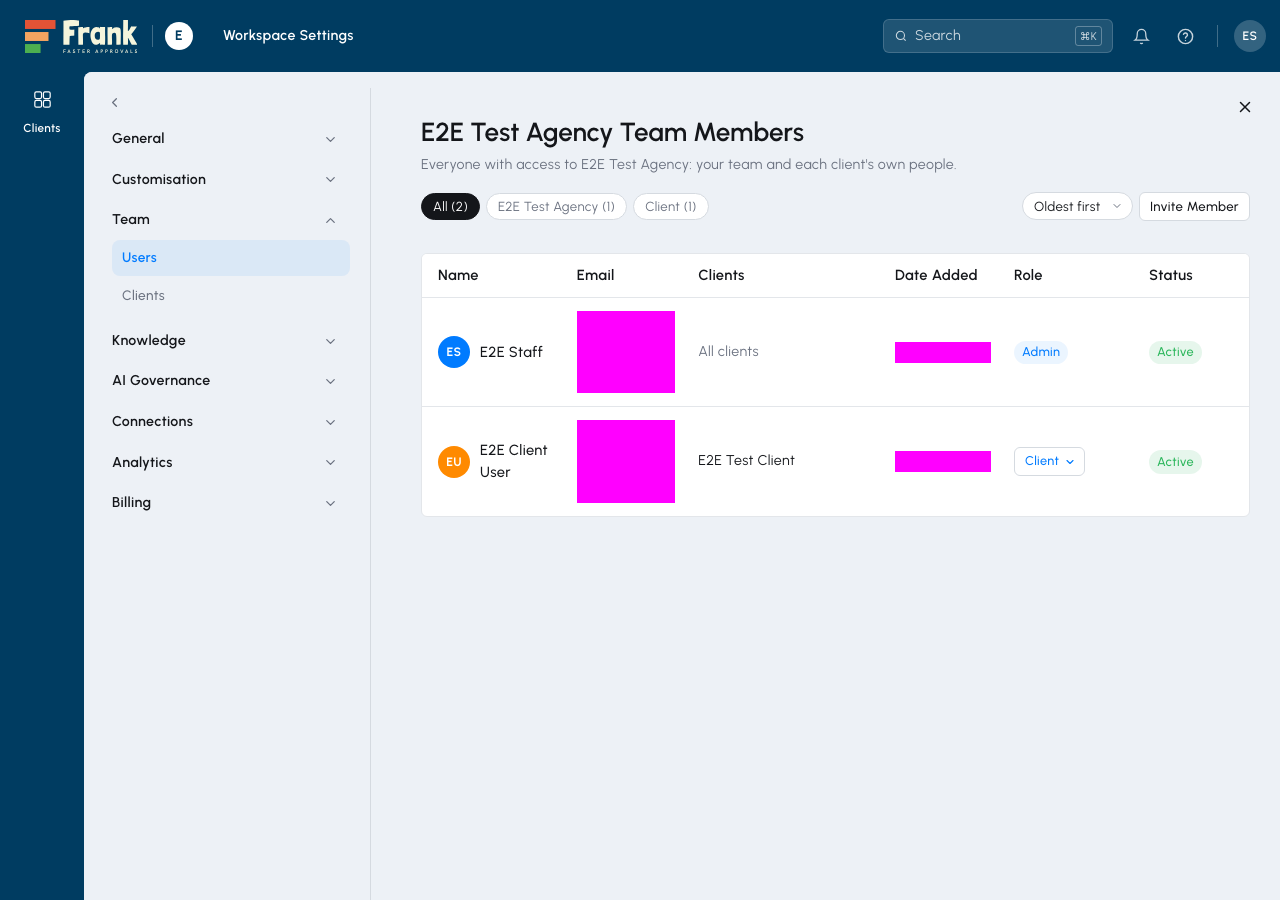 Frank
FASTER APPROVALS
E
Workspace Settings
Search
⌘K
ES
Clients
General
Customisation
Team
Users
Clients
Knowledge
AI Governance
Connections
Analytics
Billing
E2E Test Agency Team Members
Everyone with access to E2E Test Agency: your team and each client's own people.
All (2)
E2E Test Agency (1)
Client (1)
Oldest first
Invite Member
Name
Email
Clients
Date Added
Role
Status
ES
E2E Staff
All clients
Admin
Active
EU
E2E Client
User
E2E Test Client
Client
Active